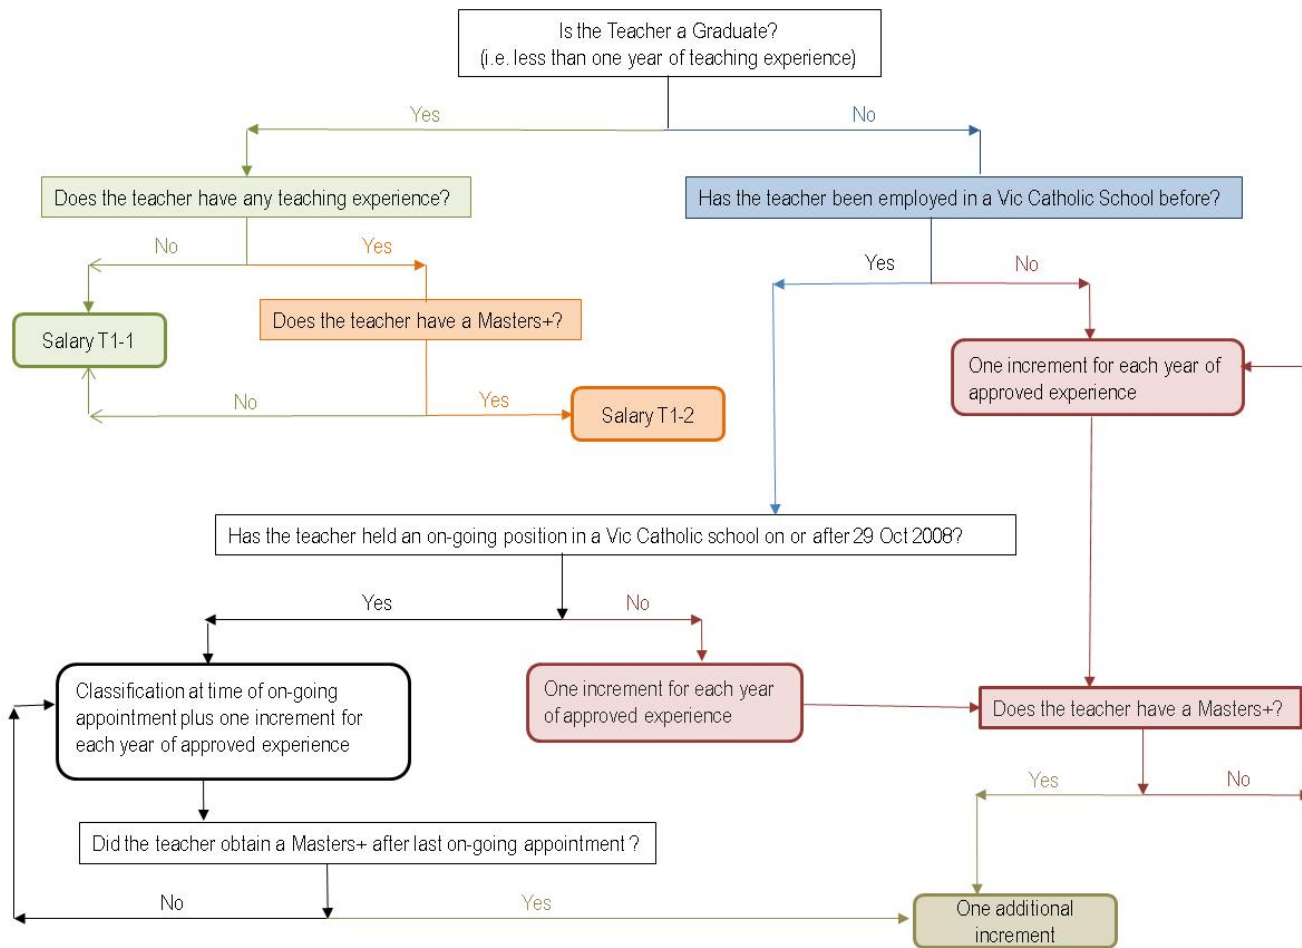 Is the Teacher a Graduate?
(i.e. less than one year of teaching experience)
Yes
No
Does the teacher have any teaching experience?
Has the teacher been employed in a Vic Catholic School before?
No
Yes
Yes
No
Salary T1-1
Does the teacher have a Masters+?
One increment for each year of
approved experience
No
Yes
Salary T1-2
Has the teacher held an on-going position in a Vic Catholic school on or after 29 Oct 2008?
Yes
No
Classification at time of on-going
appointment plus one increment for
each year of approved experience
One increment for each year
of approved experience
Does the teacher have a Masters+?
Yes
No
Did the teacher obtain a Masters+ after last on-going appointment ?
No
Yes
One additional
increment